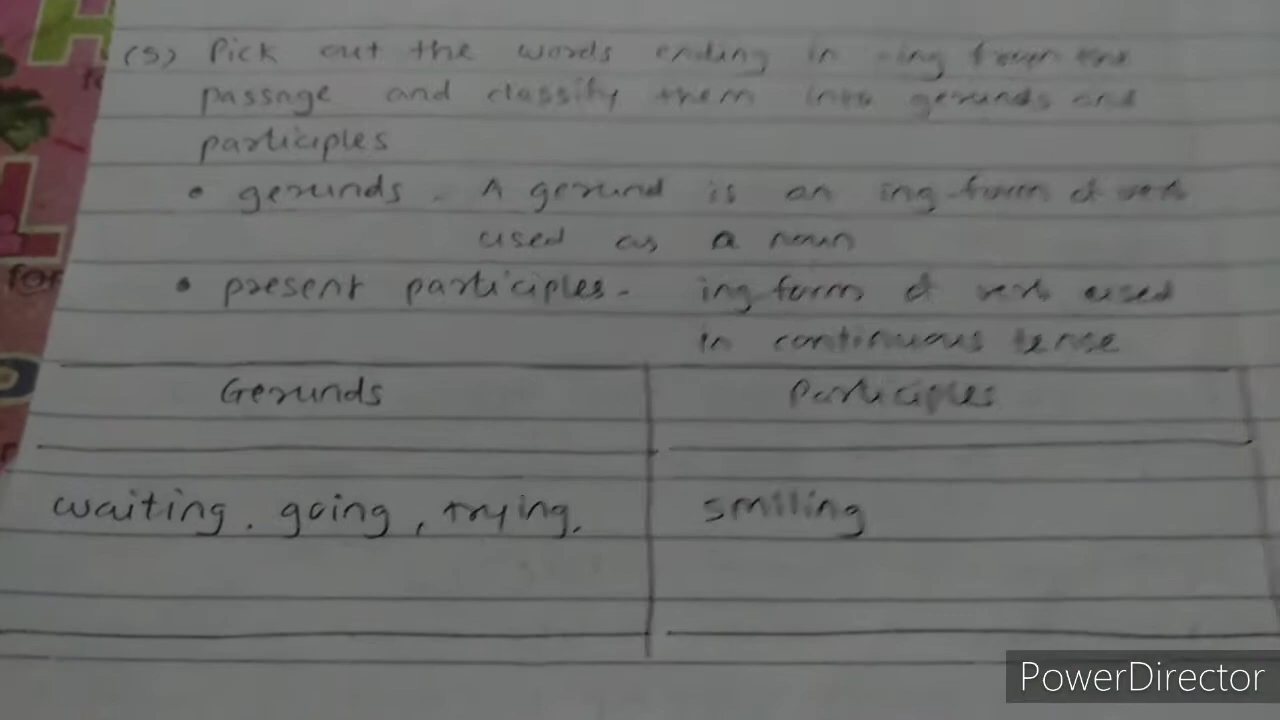 (5) Pick out the words ending in -ing from the
passage and classify them into gerunds and
participles
• gerunds. A gerund is an ing form of verb
used as a noun
• present participles - ing form of verb used
in continuous tense
Gerunds Participles
waiting, going, trying, smiling
for
PowerDirector